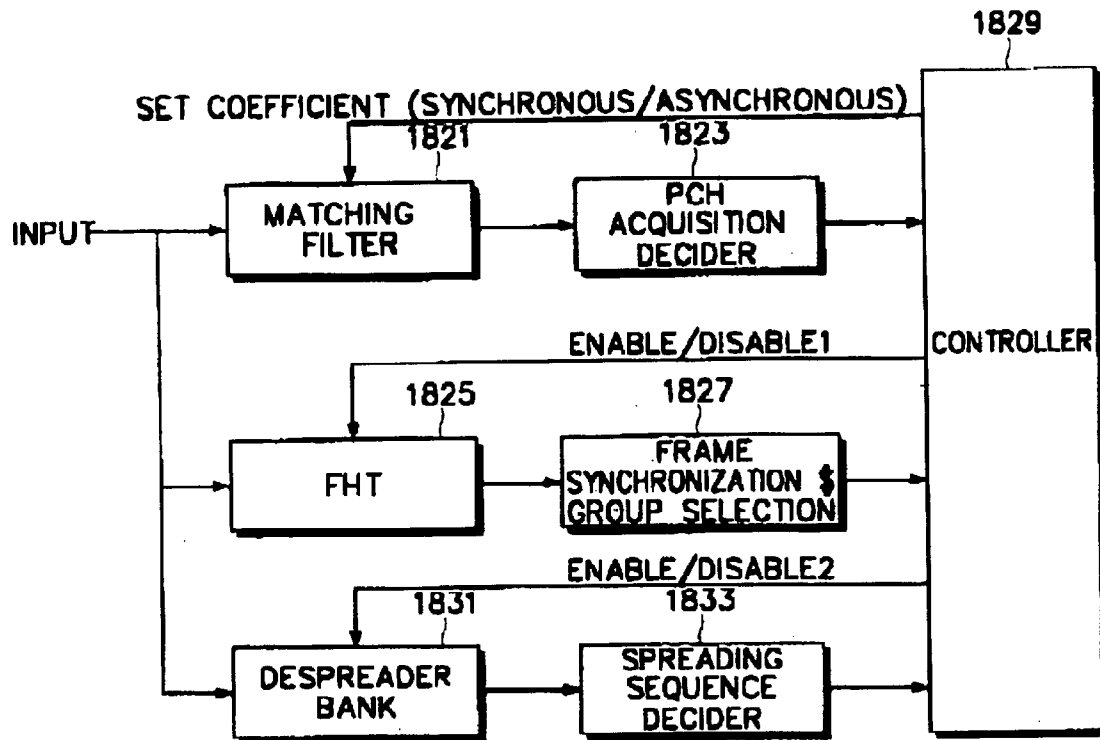 1829
SET COEFFICIENT (SYNCHRONOUS/ASYNCHRONOUS)
1821
1823
INPUT
MATCHING
FILTER
PCH
ACQUISITION
DECIDER
CONTROLLER
ENABLE/DISABLE1
1825
1827
FHT
FRAME
SYNCHRONIZATION $
GROUP SELECTION
ENABLE/DISABLE2
1831
1833
DESPREADER
BANK
SPREADING
SEQUENCE
DECIDER